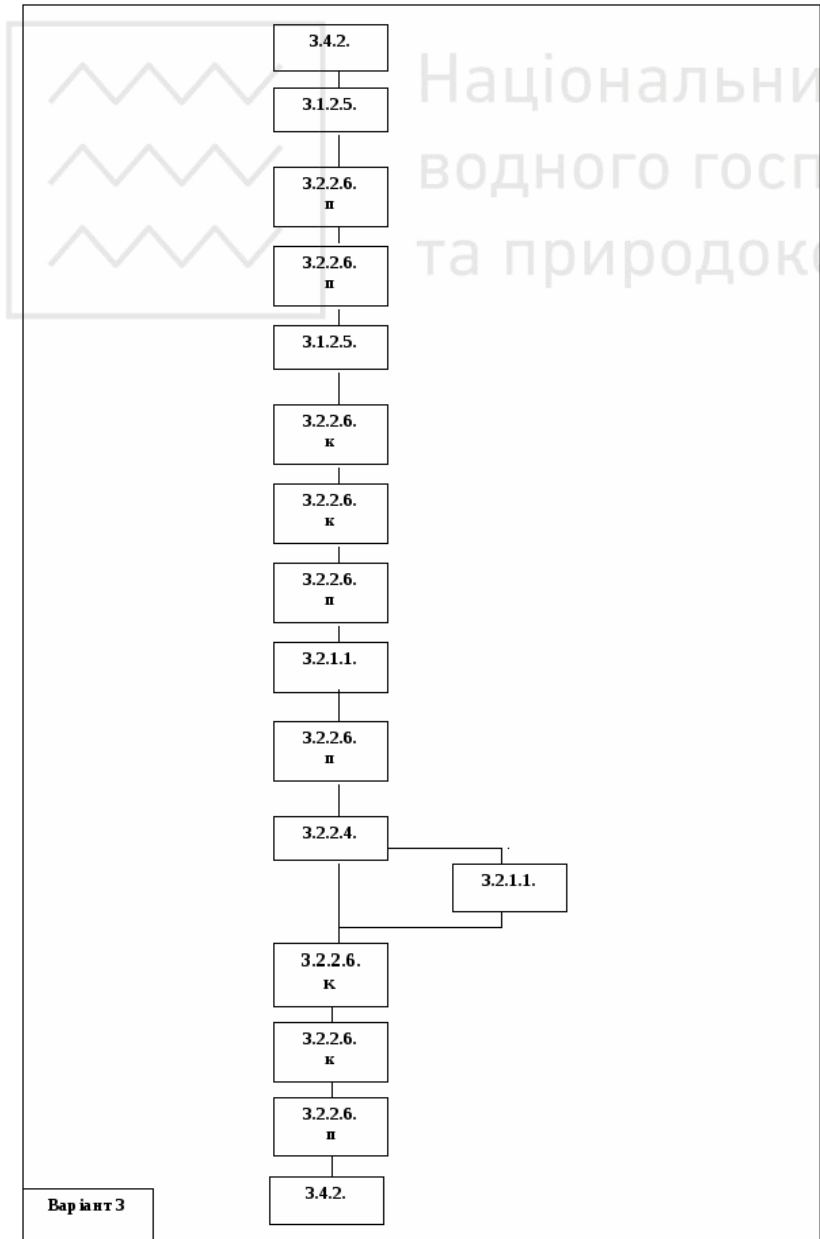 Національни
водного госп
та природок
3.4.2.
3.1.2.5.
3.2.2.6.
п
3.2.2.6.
п
3.1.2.5.
3.2.2.6.
к
3.2.2.6.
к
3.2.2.6.
п
3.2.1.1.
3.2.2.6.
п
3.2.2.4.
3.2.1.1.
3.2.2.6.
к
3.2.2.6.
к
3.2.2.6.
п
3.4.2.
Варіант 3